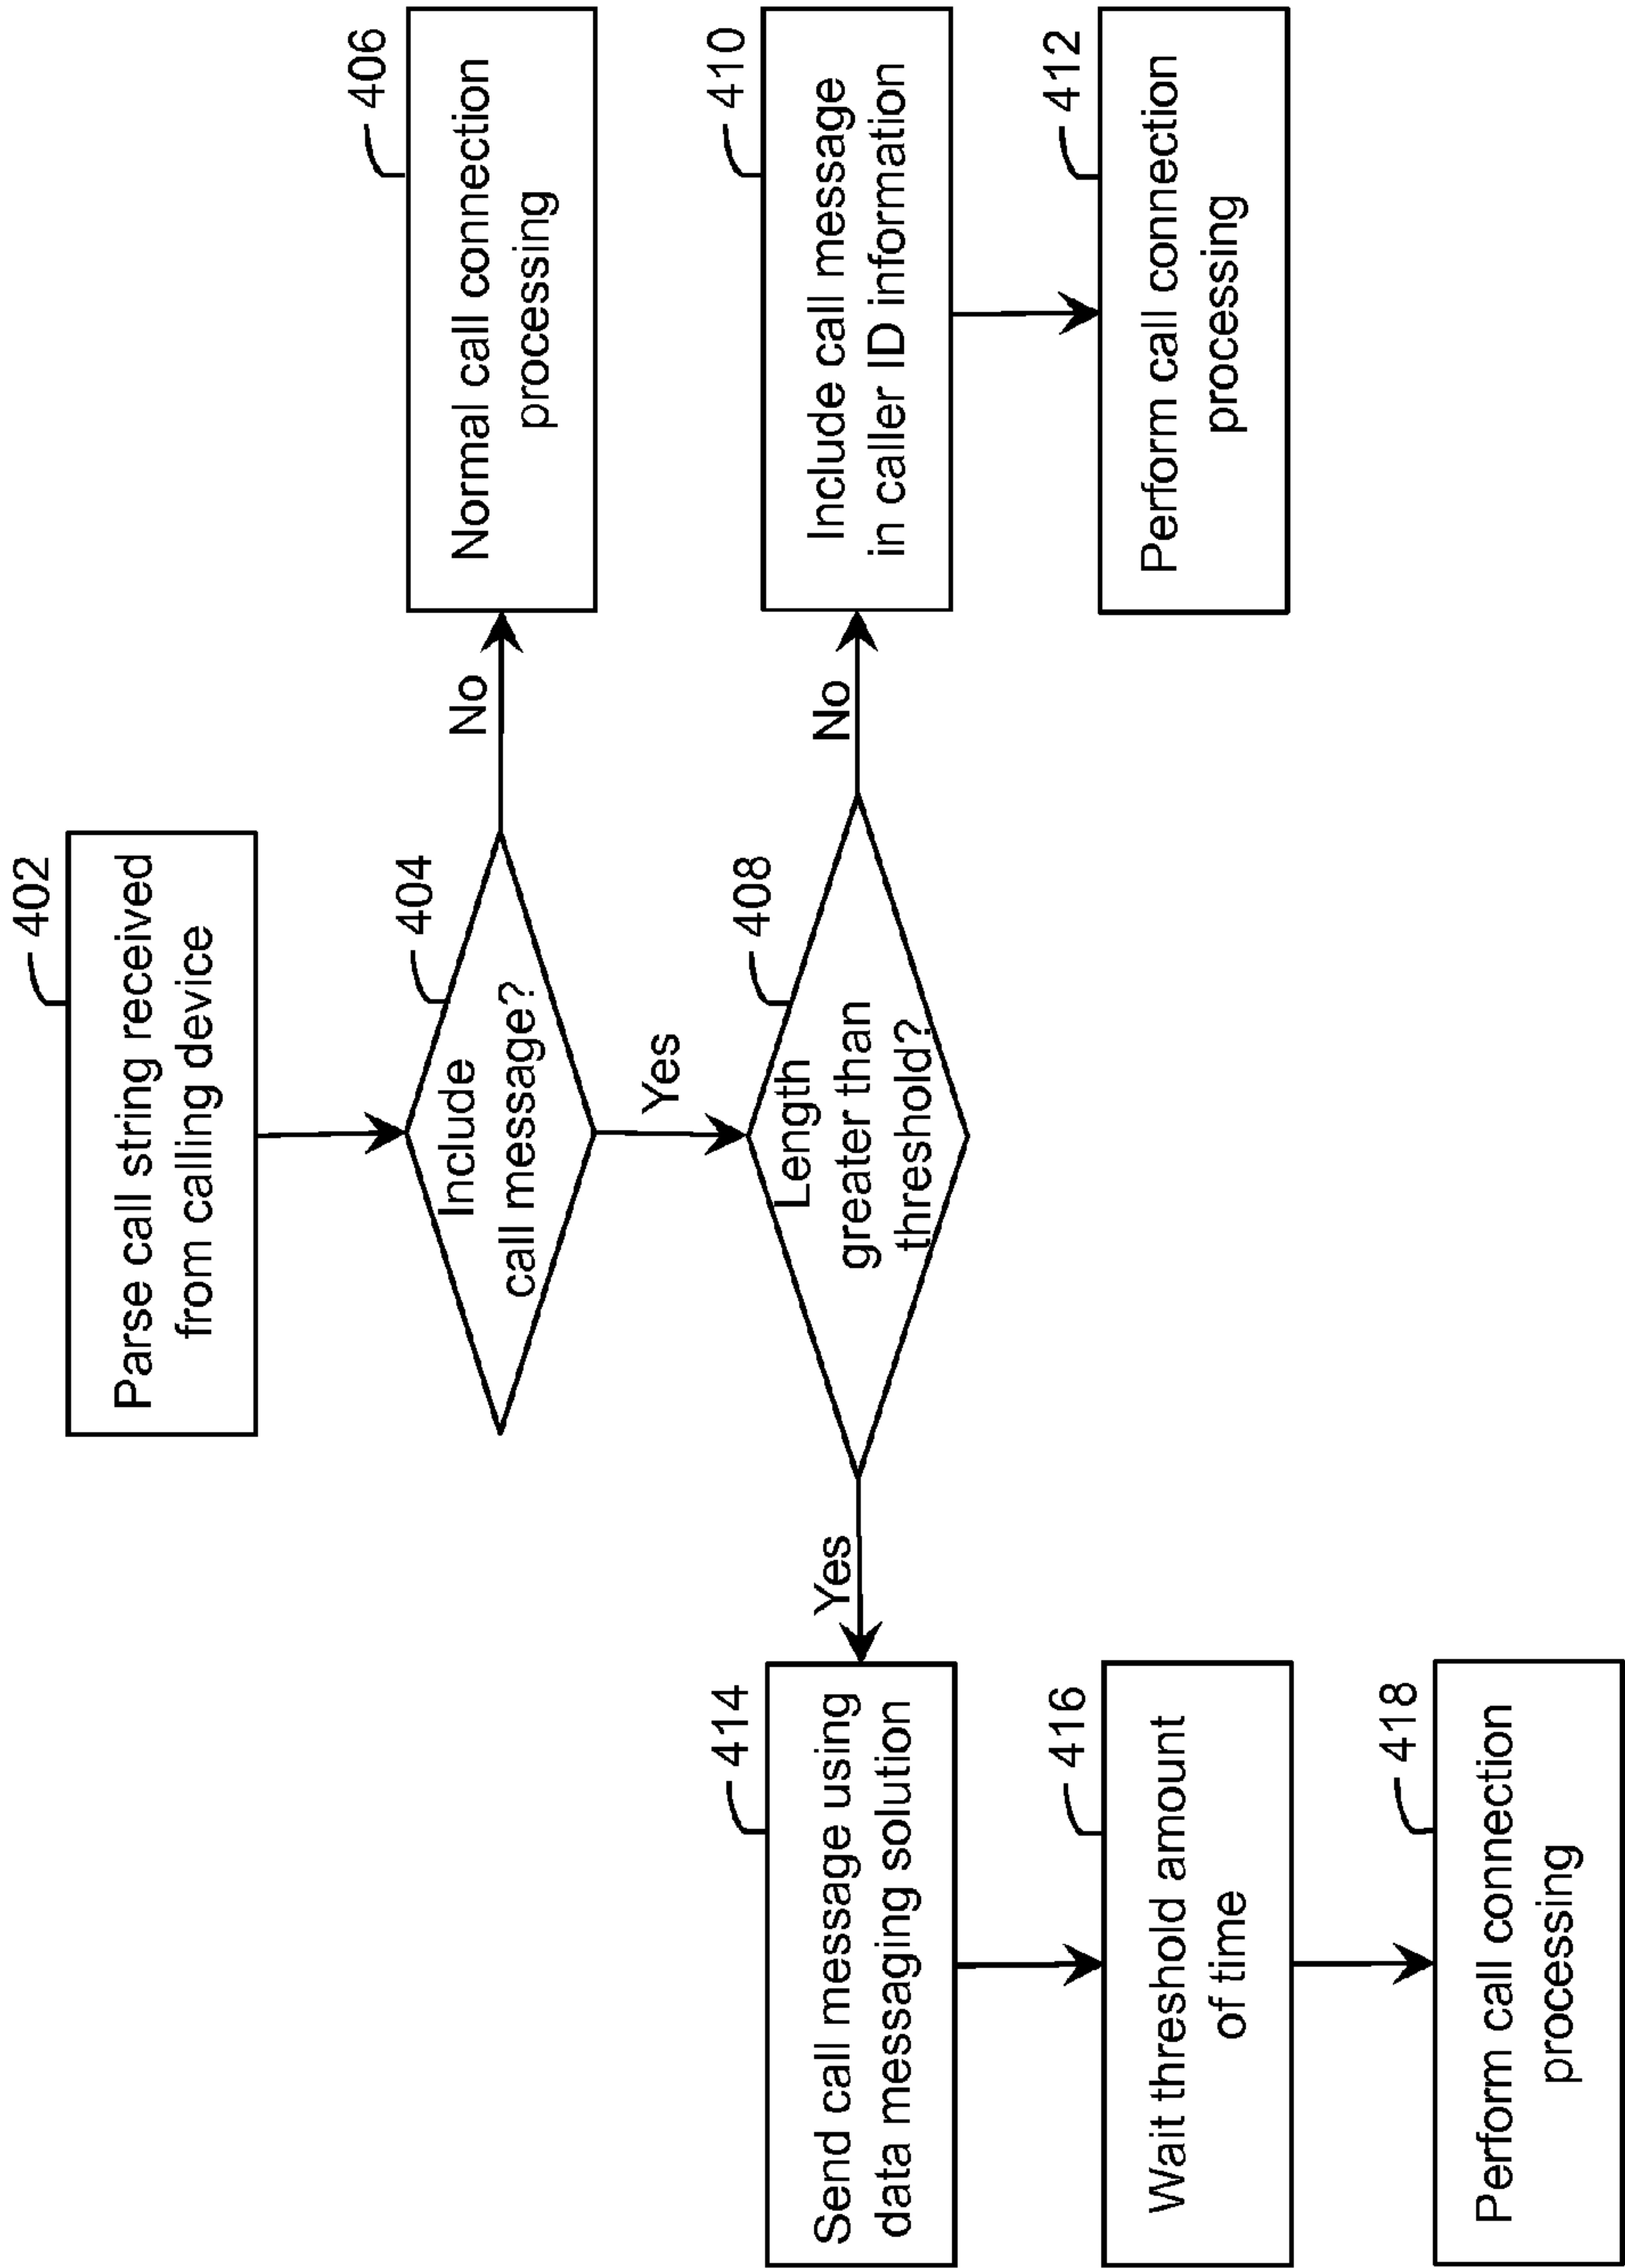 402
Parse call string received
from calling device
404
Include
call message?
No
406
Normal call connection
processing
Yes
408
Length
greater than
threshold?
No
410
Include call message
in caller ID information
412
Perform call connection
processing
Yes
414
Send call message using
data messaging solution
416
Wait threshold amount
of time
418
Perform call connection
processing